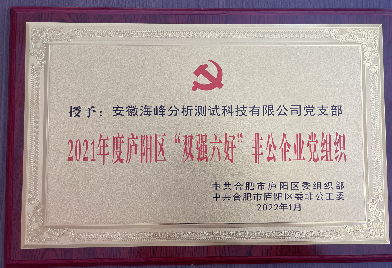 授予：安徽海峰分析测试科技有限公司党支部
2021年度庐阳区“双强六好”非公企业党组织
中共合肥市庐阳区委组织部
中共合肥市庐阳区委非公工委
2022年1月